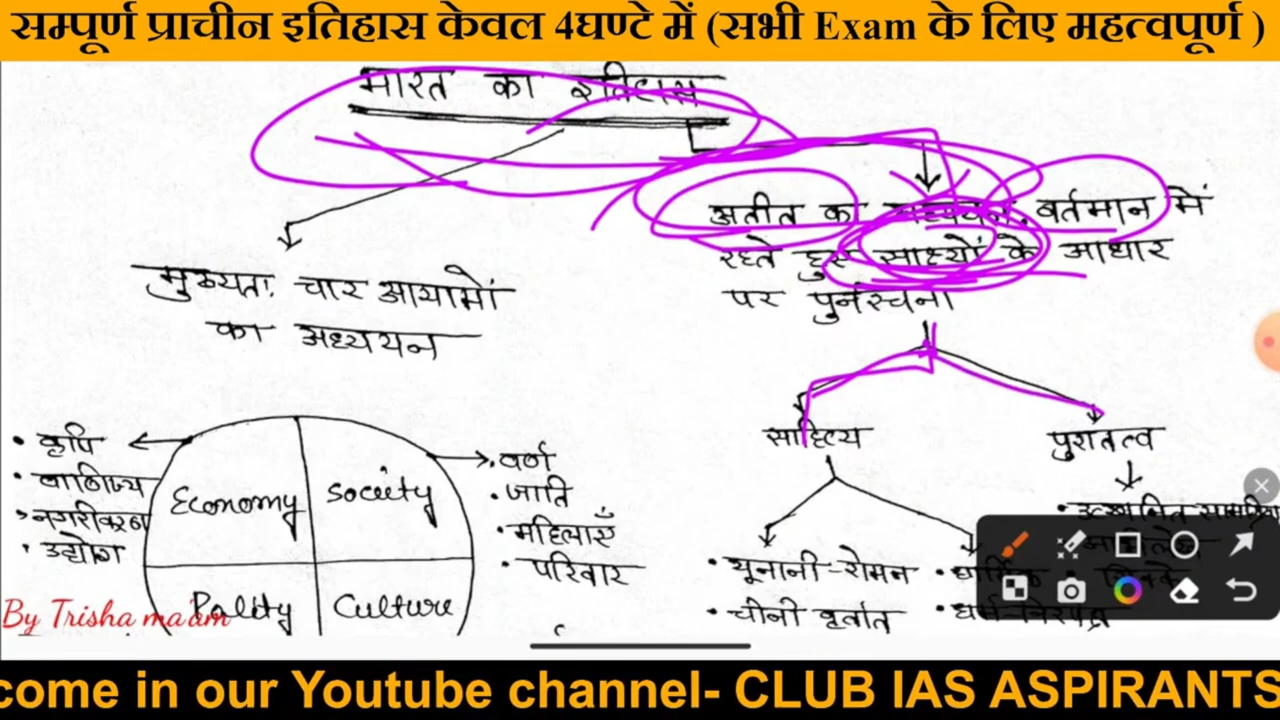 सम्पूर्ण प्राचीन इतिहास केवल 4घण्टे में (सभी Exam के लिए महत्वपूर्ण )
भारत का इतिहास
अतीत का अध्ययन, वर्तमान में
रहते हुए साक्ष्यों के आधार
पर पुर्नरचना
मुख्यतः चार आयामों
का अध्ययन
साहित्य
पुरातत्व
• कृषि
• वाणिज्य
• नगरीकरण
• उद्योग
Economy
Society
Polity
Culture
• वर्ण
• जाति
• महिलाएँ
• परिवार
• यूनानी-रोमन
• चीनी वृतांत
By Trisha ma'am
come in our Youtube channel- CLUB IAS ASPIRANTS